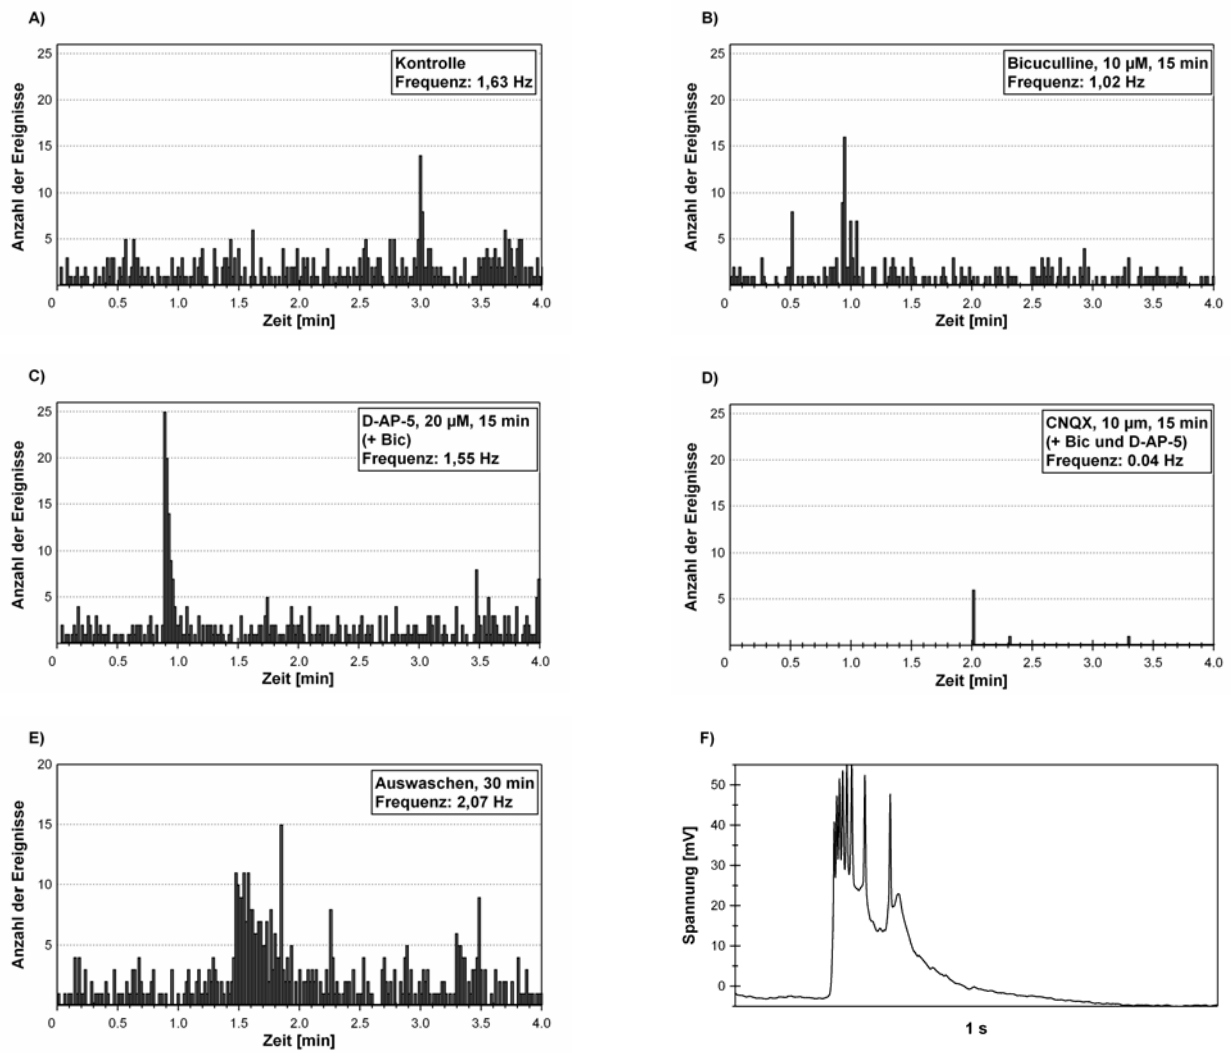 A)
25
20
15
10
5
Anzahl der Ereignisse
Kontrolle
Frequenz: 1,63 Hz
0 0.5 1.0 1.5 2.0 2.5 3.0 3.5 4.0
Zeit [min]
B)
25
20
15
10
5
Anzahl der Ereignisse
Bicuculline, 10 µM, 15 min
Frequenz: 1,02 Hz
0 0.5 1.0 1.5 2.0 2.5 3.0 3.5 4.0
Zeit [min]
C)
25
20
15
10
5
Anzahl der Ereignisse
D-AP-5, 20 µM, 15 min
(+ Bic)
Frequenz: 1,55 Hz
0 0.5 1.0 1.5 2.0 2.5 3.0 3.5 4.0
Zeit [min]
D)
25
20
15
10
5
Anzahl der Ereignisse
CNQX, 10 µm, 15 min
(+ Bic und D-AP-5)
Frequenz: 0.04 Hz
0 0.5 1.0 1.5 2.0 2.5 3.0 3.5 4.0
Zeit [min]
E)
20
15
10
5
Anzahl der Ereignisse
Auswaschen, 30 min
Frequenz: 2,07 Hz
0 0.5 1.0 1.5 2.0 2.5 3.0 3.5 4.0
Zeit [min]
F)
50
40
30
20
10
0
Spannung [mV]
1 s